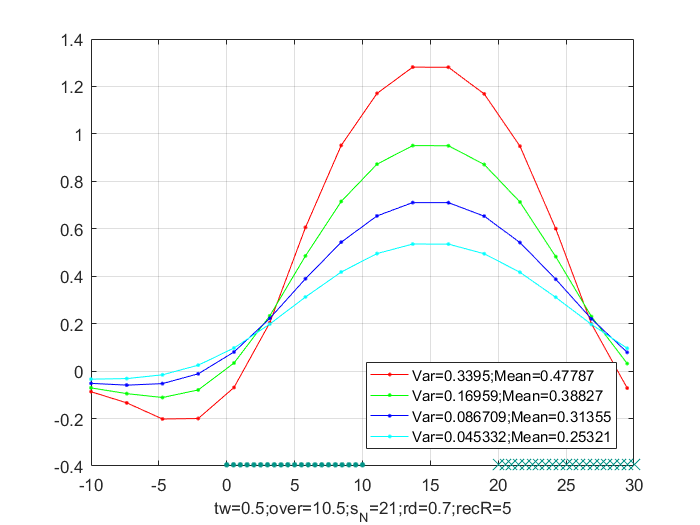 1.4
1.2
1
0.8
0.6
0.4
0.2
0
-0.2
-0.4
Var=0.3395;Mean=0.47787
Var=0.16959;Mean=0.38827
Var=0.086709;Mean=0.31355
Var=0.045332;Mean=0.25321
-10 -5 0 5 10 15 20 25 30
tw=0.5;over=10.5;s_N=21;rd=0.7;recR=5